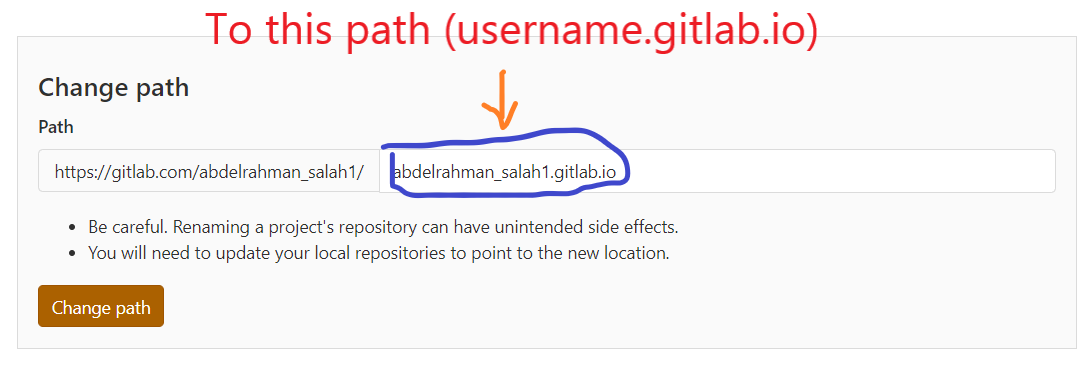 To this path (username.gitlab.io)
Change path
Path
https://gitlab.com/abdelrahman_salah1/ abdelrahman_salah1.gitlab.io
Be careful. Renaming a project's repository can have unintended side effects.
You will need to update your local repositories to point to the new location.
Change path